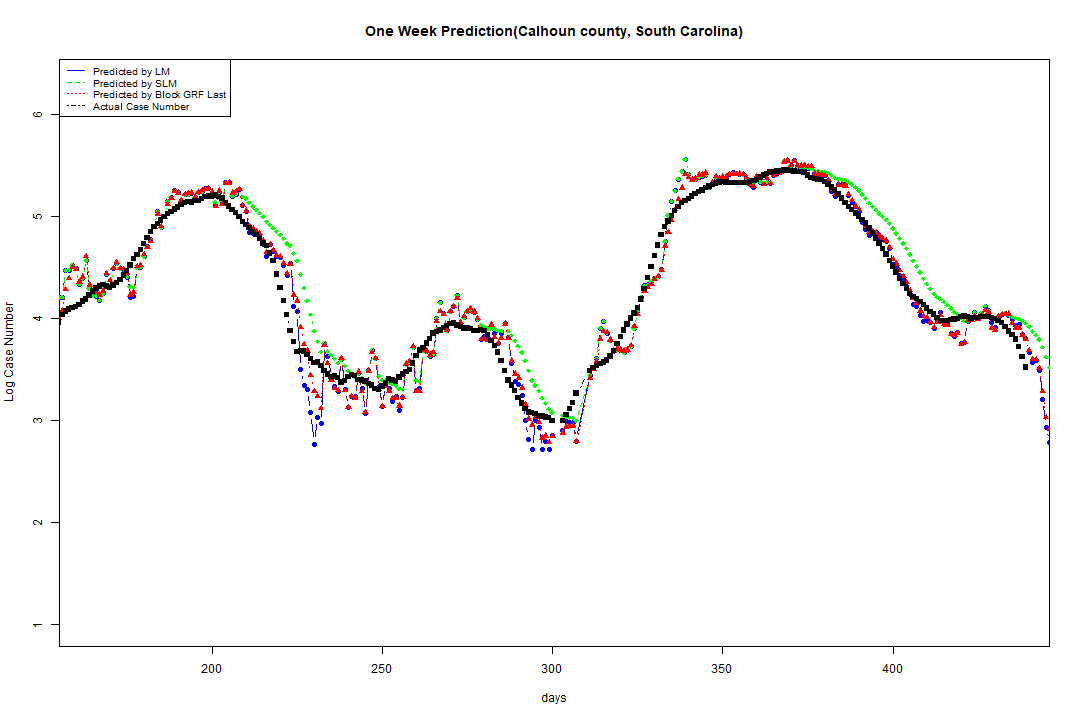 One Week Prediction(Calhoun county, South Carolina)
Predicted by LM
Predicted by SLM
Predicted by Block GRF Last
Actual Case Number
6
5
4
3
2
1
Log Case Number
200 250 300 350 400
days